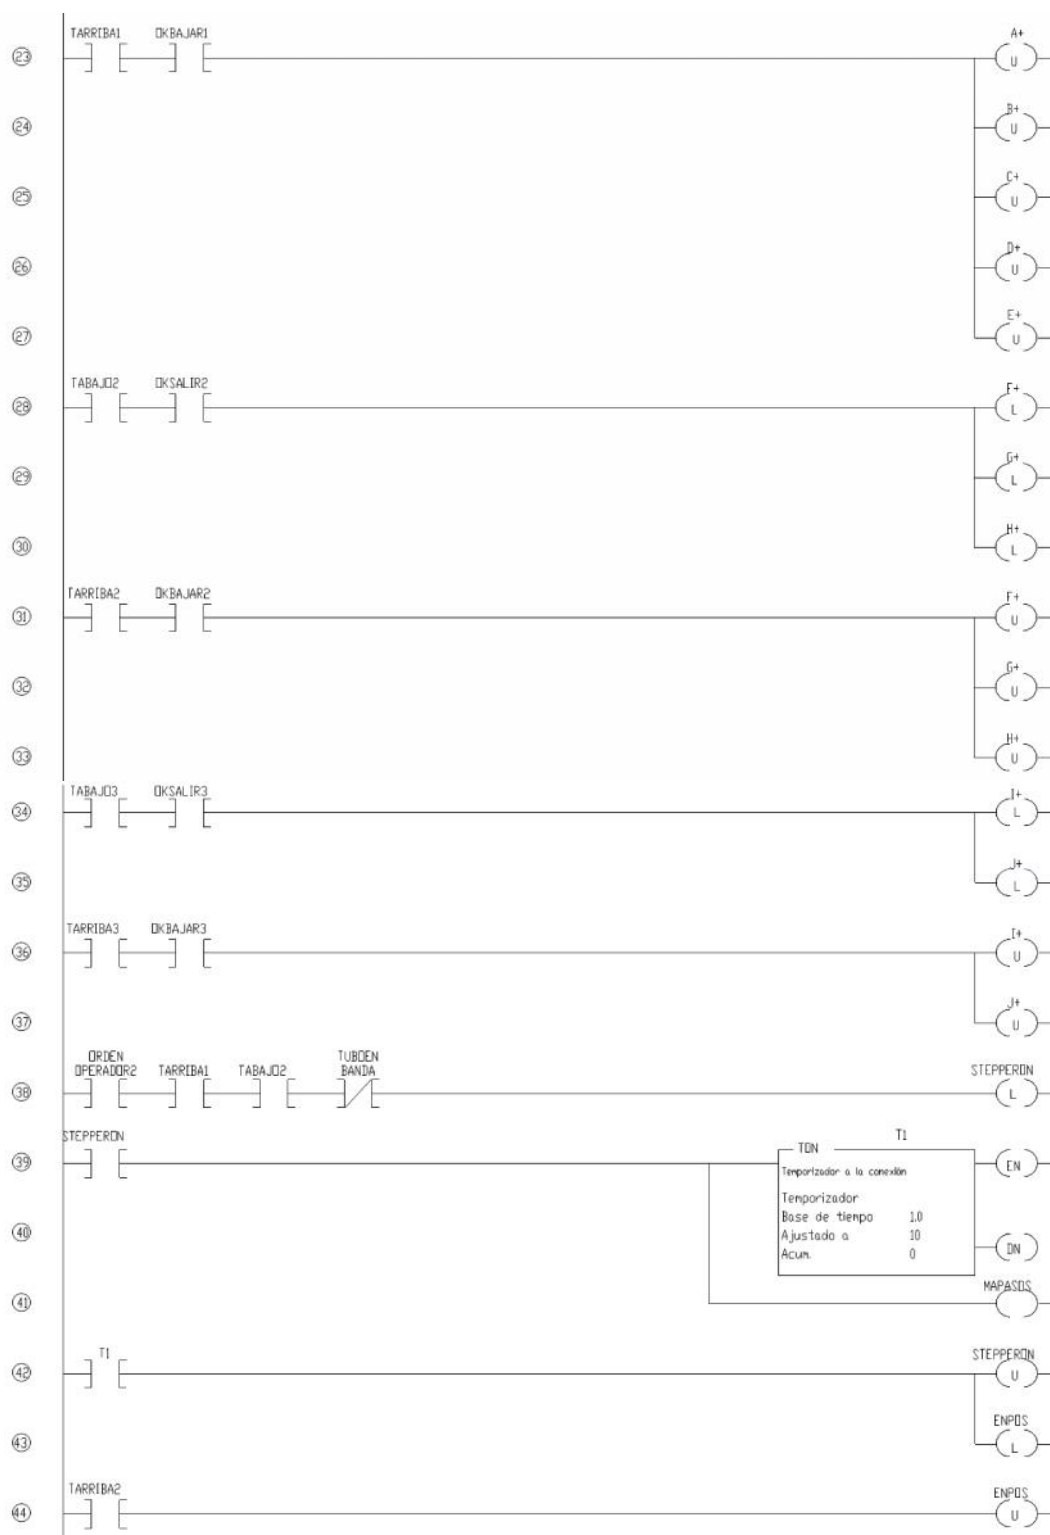 TARRIBA1 OKBAJAR1 A+
23 U
B+
24 U
C+
25 U
D+
26 U
E+
27 U
TABAJO2 OKSALIR2 F+
28 L
G+
29 L
H+
30 L
TARRIBA2 OKBAJAR2 F+
31 U
G+
32 U
H+
33 U
TABAJO3 OKSALIR3 I+
34 L
J+
35 L
TARRIBA3 OKBAJAR3 I+
36 U
J+
37 U
ORDEN TUBOEN
OPERADOR2 TARRIBA1 TABAJO2 BANDA STEPPERON
38 L
STEPPERON T1
TON
39 EN
Temporizador a la conexión
Temporizador
Base de tiempo 1.0
40 Ajustado a 10 DN
Acum. 0
MAPASOS
41
T1 STEPPERON
42 U
ENPOS
43 L
TARRIBA2 ENPOS
44 U